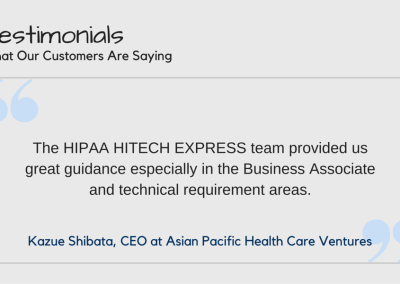 estimonials
at Our Customers Are Saying
The HIPAA HITECH EXPRESS team provided us
great guidance especially in the Business Associate
and technical requirement areas.
Kazue Shibata, CEO at Asian Pacific Health Care Ventures